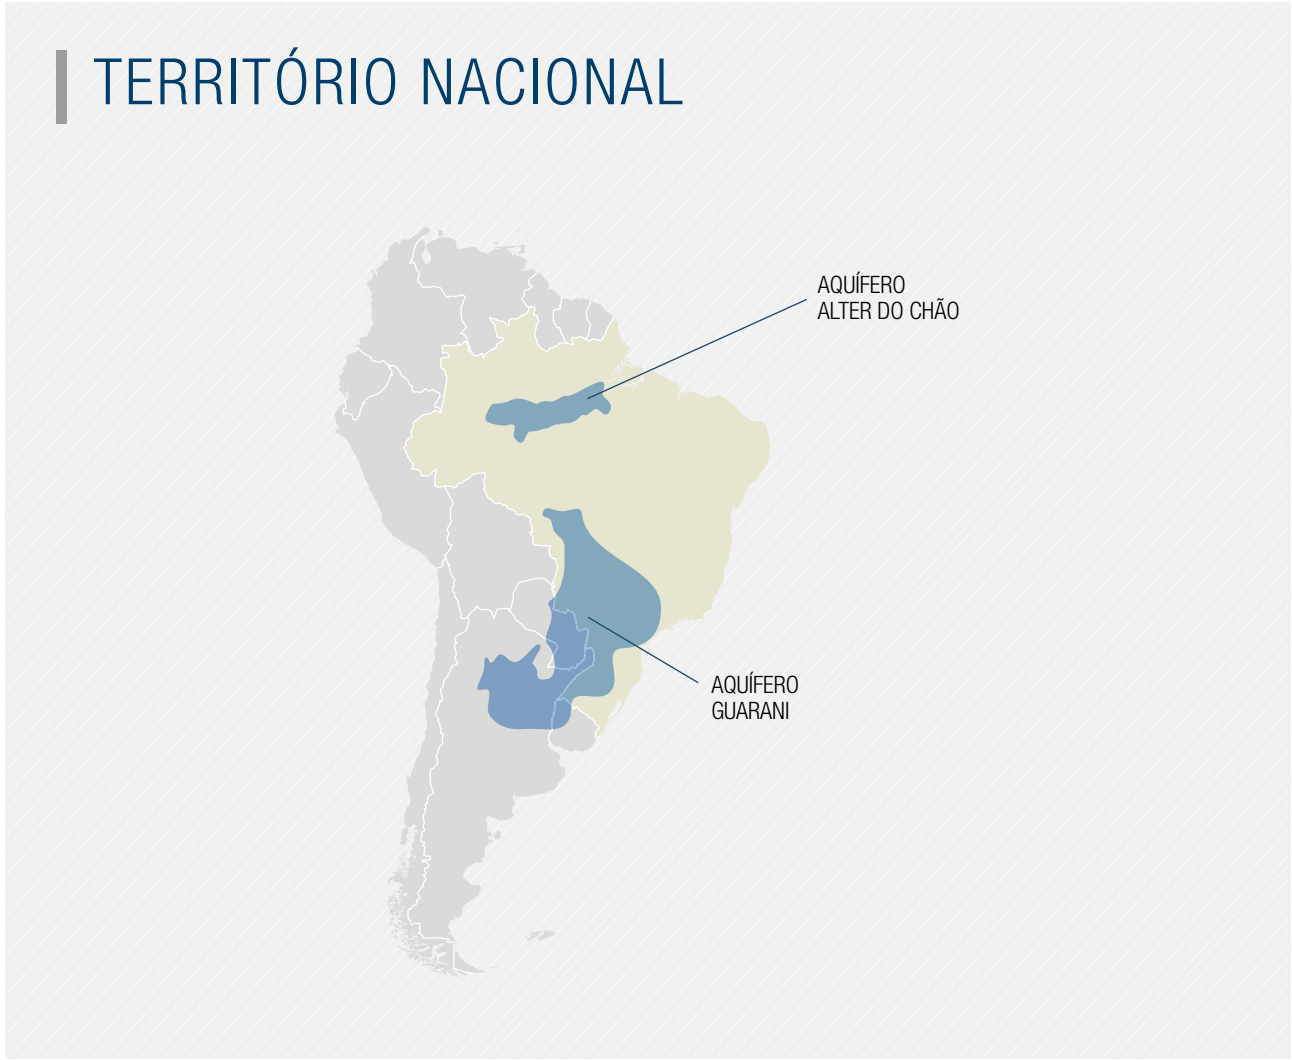 TERRITÓRIO NACIONAL
AQUÍFERO
ALTER DO CHÃO
AQUÍFERO
GUARANI